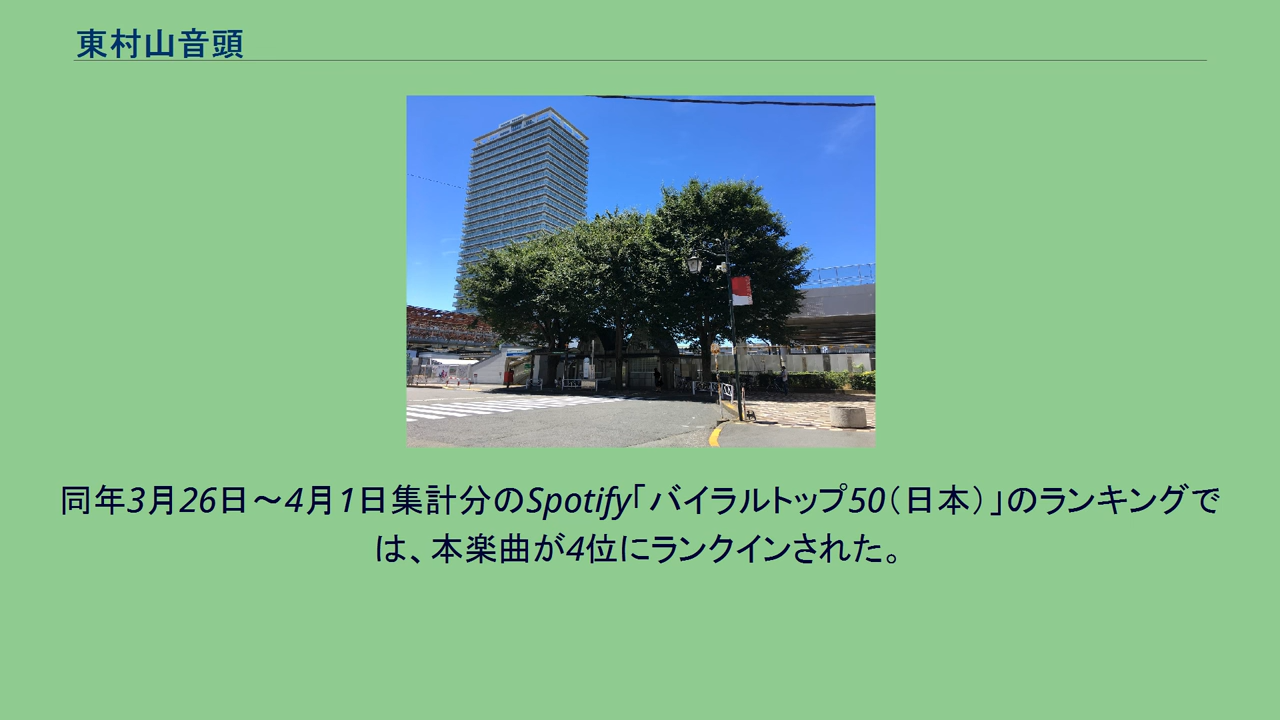 東村山音頭
同年3月26日〜4月1日集計分のSpotify「バイラルトップ50（日本）」のランキングで
は、本楽曲が4位にランクインされた。